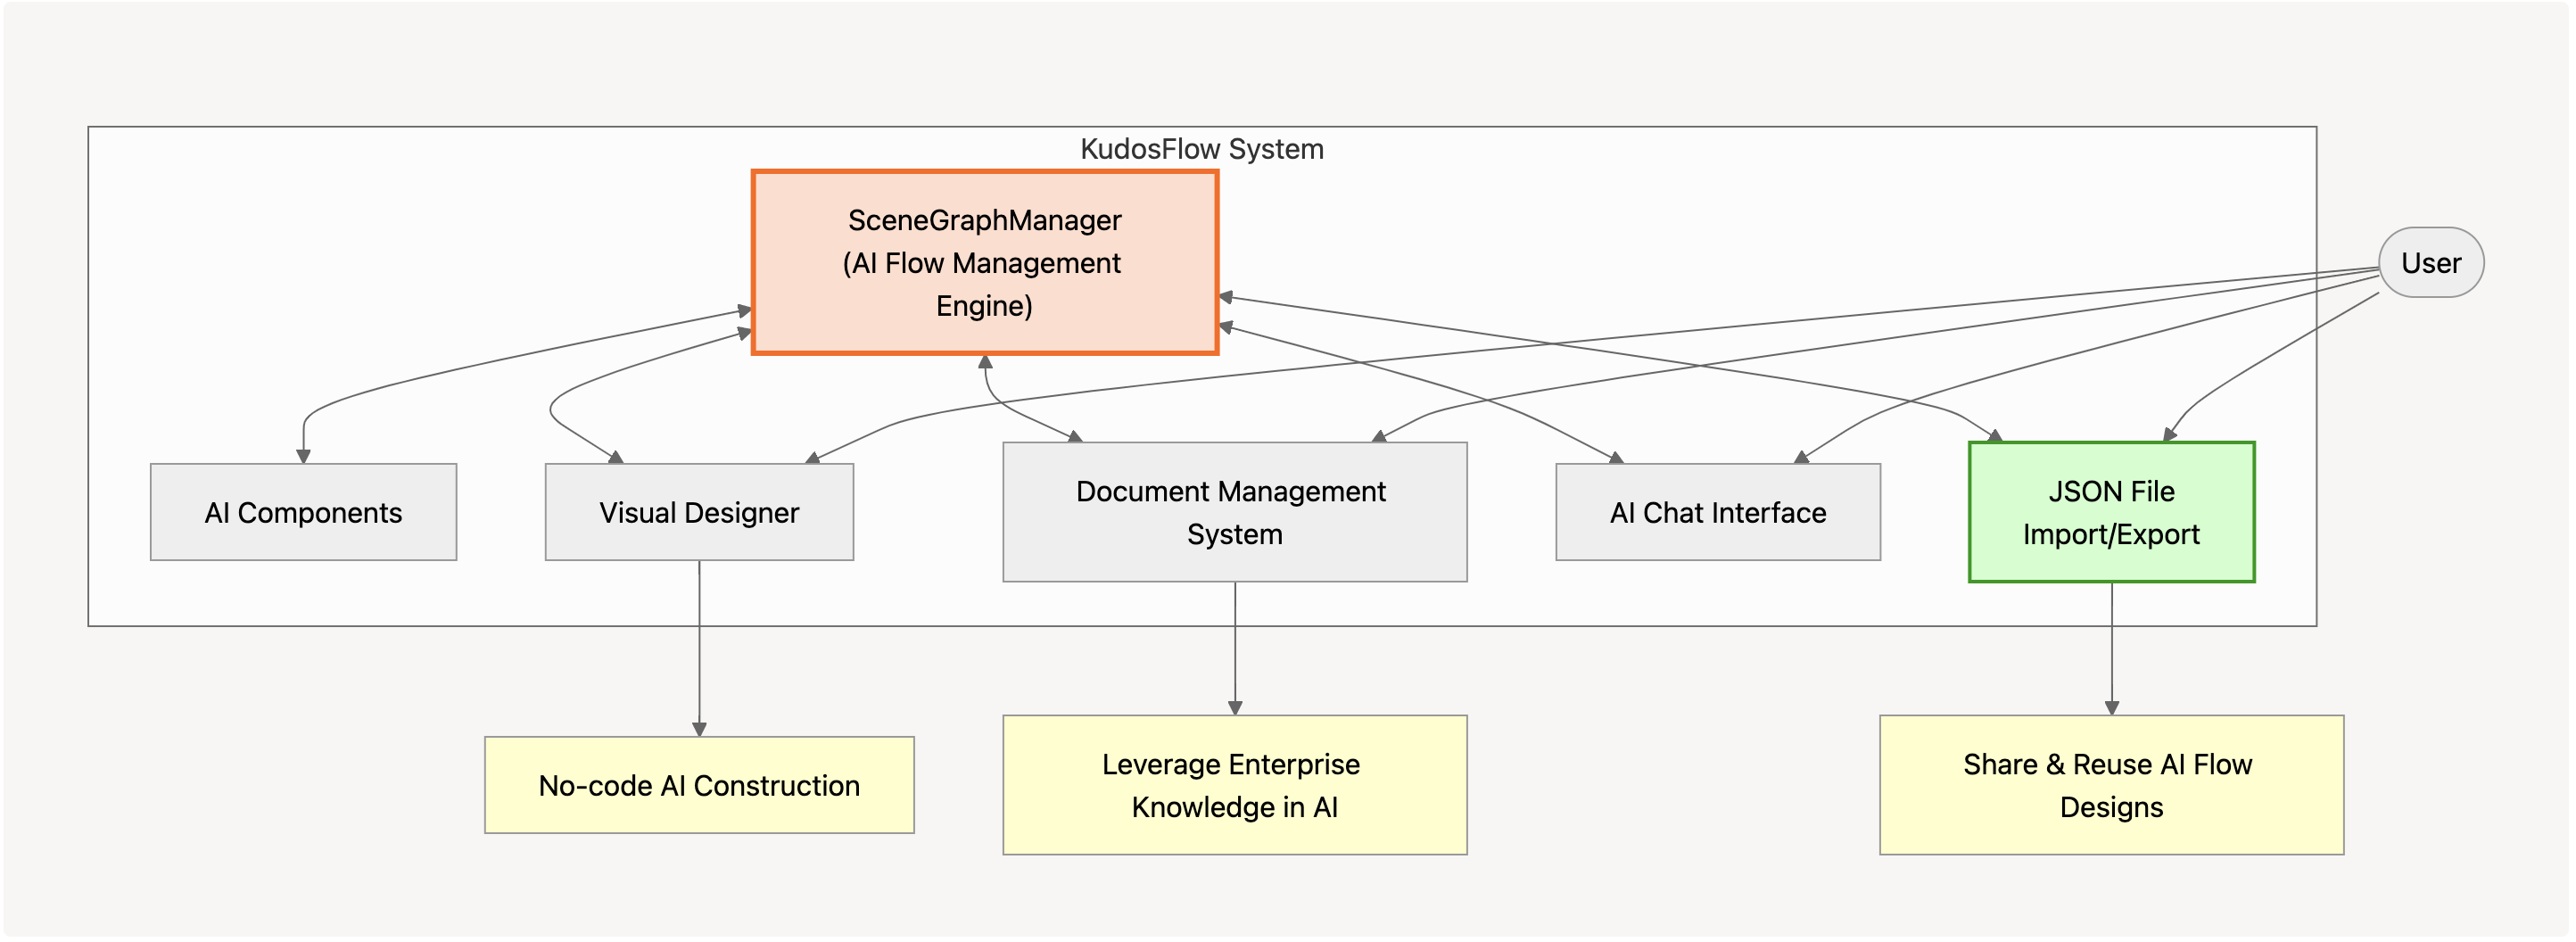 KudosFlow System
SceneGraphManager
(AI Flow Management
Engine)
User
AI Components
Visual Designer
Document Management
System
AI Chat Interface
JSON File
Import/Export
No-code AI Construction
Leverage Enterprise
Knowledge in AI
Share & Reuse AI Flow
Designs